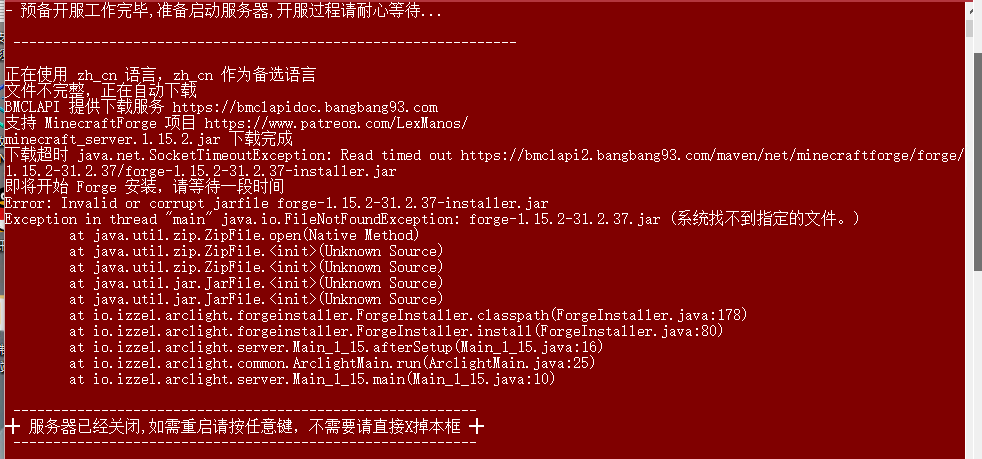 - 预备开服工作完毕,准备启动服务器,开服过程请耐心等待...
---------------------------------------------------------------
正在使用 zh_cn 语言, zh_cn 作为备选语言
文件不完整, 正在自动下载
BMCLAPI 提供下载服务 https://bmclapidoc.bangbang93.com
支持 MinecraftForge 项目 https://www.patreon.com/LexManos/
minecraft_server.1.15.2.jar 下载完成
下载超时 java.net.SocketTimeoutException: Read timed out https://bmclapi2.bangbang93.com/maven/net/minecraftforge/forge/
1.15.2-31.2.37/forge-1.15.2-31.2.37-installer.jar
即将开始 Forge 安装, 请等待一段时间
Error: Invalid or corrupt jarfile forge-1.15.2-31.2.37-installer.jar
Exception in thread "main" java.io.FileNotFoundException: forge-1.15.2-31.2.37.jar (系统找不到指定的文件。)
at java.util.zip.ZipFile.open(Native Method)
at java.util.zip.ZipFile.<init>(Unknown Source)
at java.util.zip.ZipFile.<init>(Unknown Source)
at java.util.jar.JarFile.<init>(Unknown Source)
at java.util.jar.JarFile.<init>(Unknown Source)
at io.izzel.arclight.forgeinstaller.ForgeInstaller.classpath(ForgeInstaller.java:178)
at io.izzel.arclight.forgeinstaller.ForgeInstaller.install(ForgeInstaller.java:80)
at io.izzel.arclight.server.Main_1_15.afterSetup(Main_1_15.java:16)
at io.izzel.arclight.common.ArclightMain.run(ArclightMain.java:25)
at io.izzel.arclight.server.Main_1_15.main(Main_1_15.java:10)
----------------------------------------------------------
╋ 服务器已经关闭,如需重启请按任意键, 不需要请直接X掉本框 ╋
----------------------------------------------------------